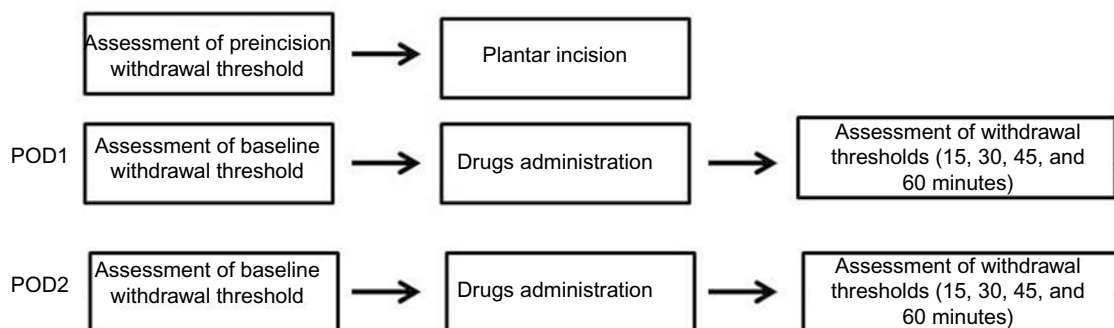 Assessment of preincision
withdrawal threshold
Plantar incision
POD1
Assessment of baseline
withdrawal threshold
Drugs administration
Assessment of withdrawal
thresholds (15, 30, 45, and
60 minutes)
POD2
Assessment of baseline
withdrawal threshold
Drugs administration
Assessment of withdrawal
thresholds (15, 30, 45, and
60 minutes)